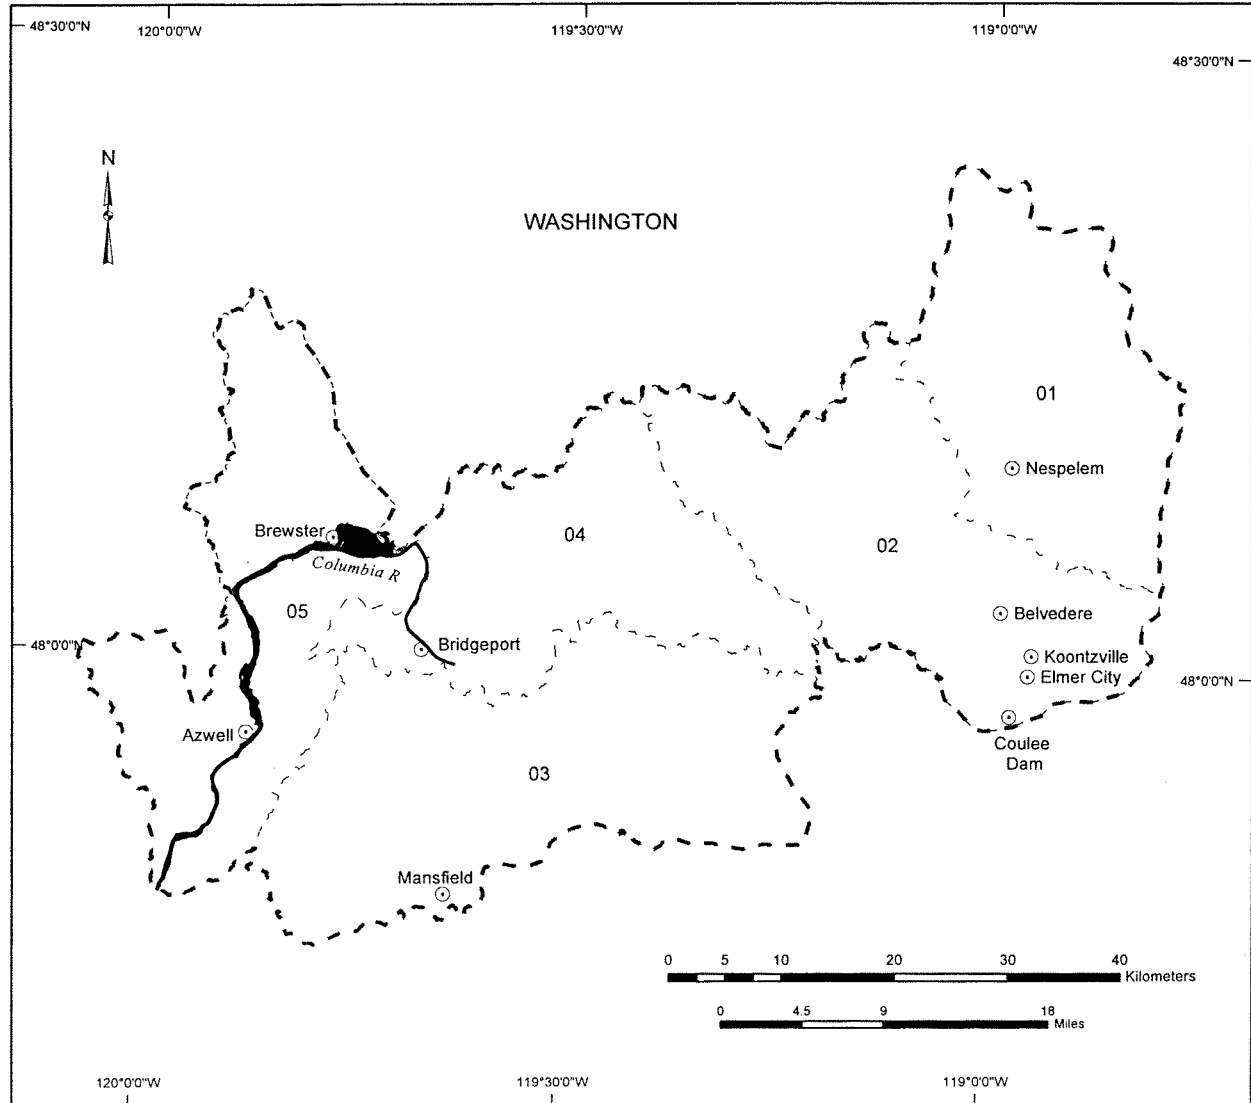 48°30'0"N
120°0'0"W
119°30'0"W
119°0'0"W
48°30'0"N
N
WASHINGTON
01
Nespelem
Brewster
04
02
Columbia R
05
Belvedere
48°0'0"N
Bridgeport
Koontzville
Elmer City
48°0'0"N
Azwell
Coulee
Dam
03
Mansfield
0 5 10 20 30 40
Kilometers
0 4.5 9 18
Miles
120°0'0"W
119°30'0"W
119°0'0"W